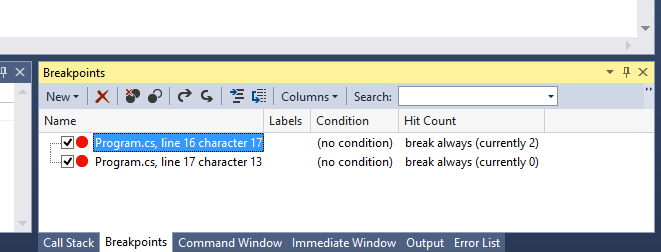 Breakpoints
New Columns Search:
Name Labels Condition Hit Count
Program.cs, line 16 character 17 (no condition) break always (currently 2)
Program.cs, line 17 character 13 (no condition) break always (currently 0)
Call Stack Breakpoints Command Window Immediate Window Output Error List